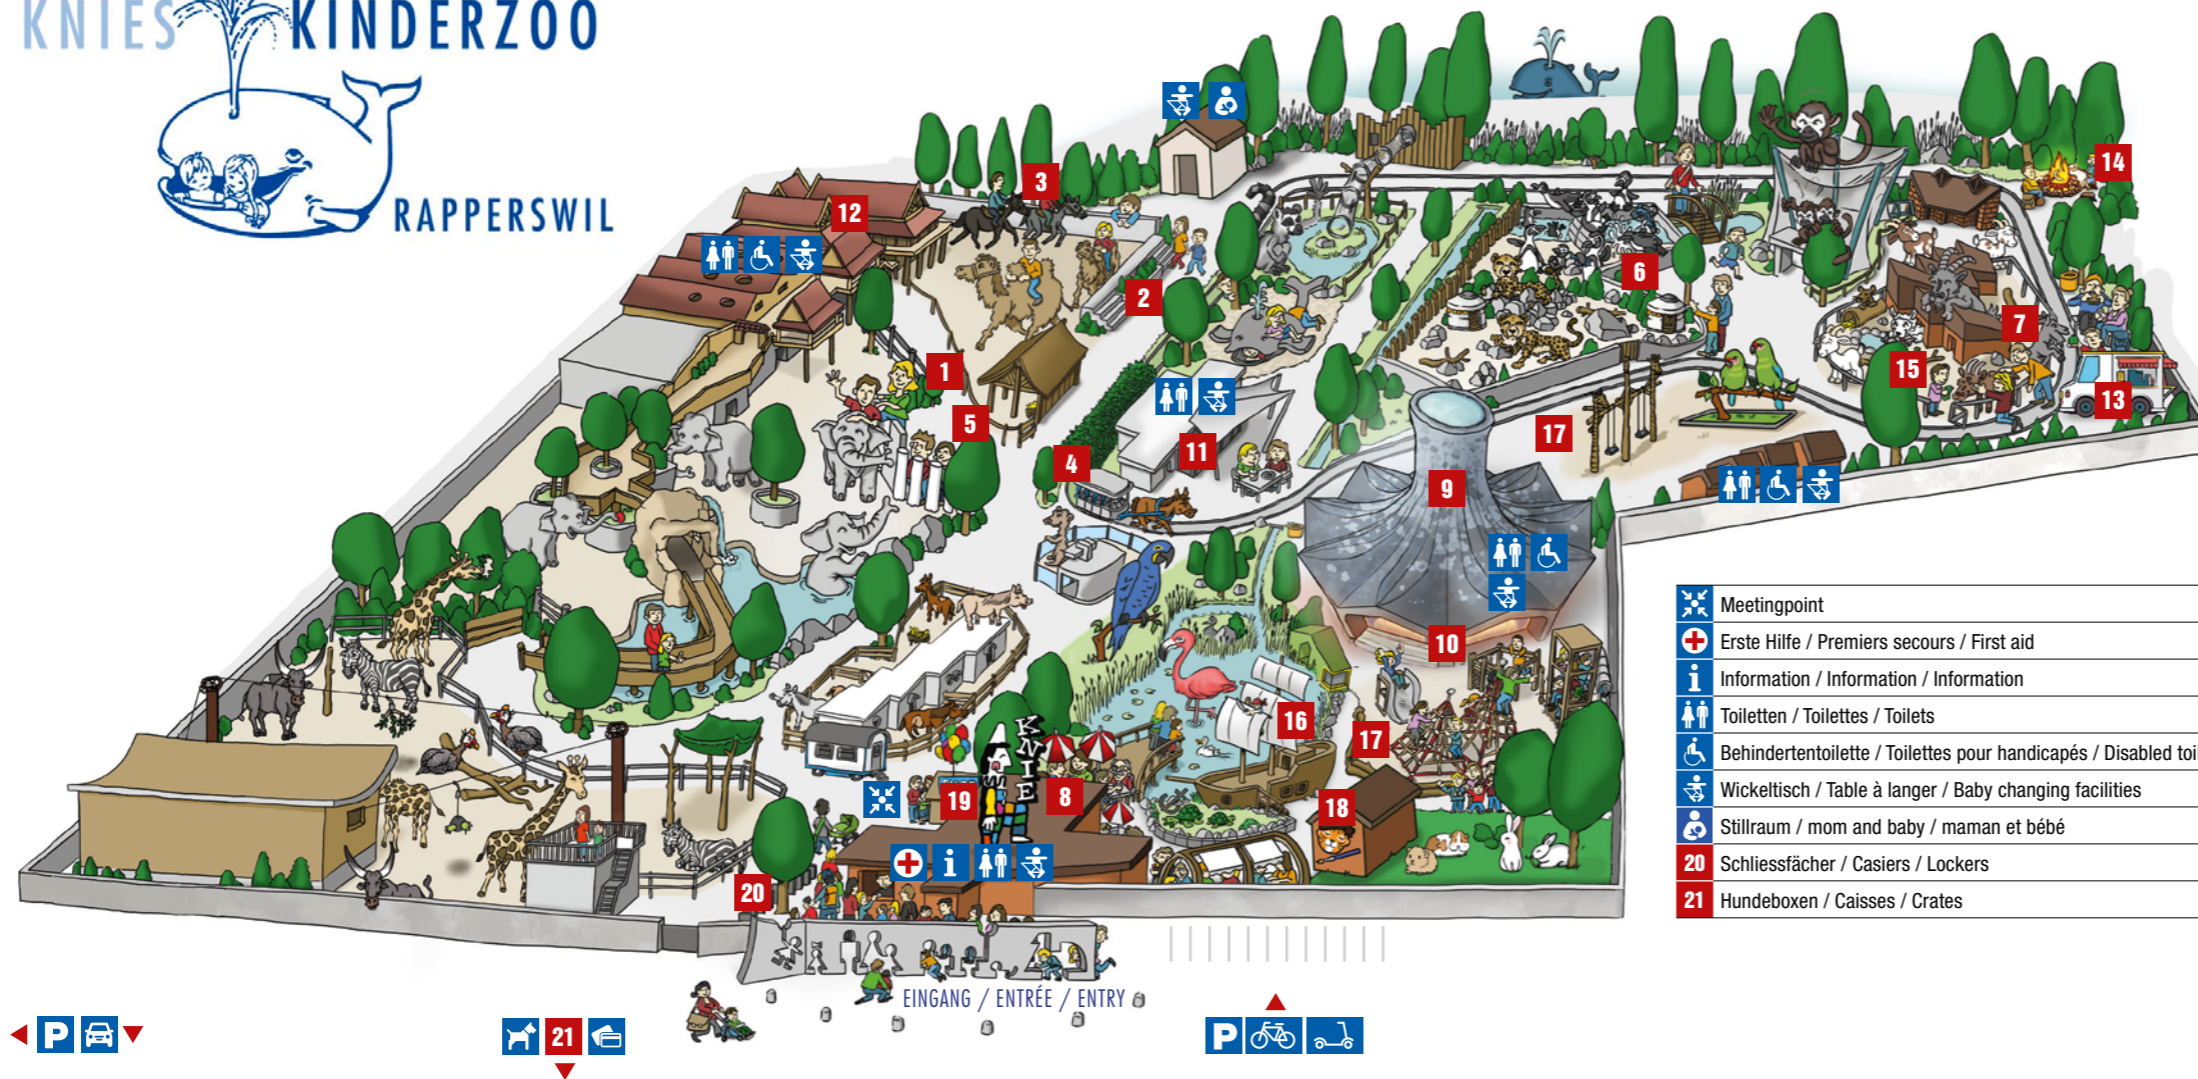 KNIES KINDERZOO
RAPPERSWIL
14
3
12
6
2
7
1
15
13
5
17
11
4
9
10
16
17
KNIE
19
8
18
20
EINGANG / ENTRÉE / ENTRY
P
21
P
Meetingpoint
Erste Hilfe / Premiers secours / First aid
i Information / Information / Information
Toiletten / Toilettes / Toilets
Behindertentoilette / Toilettes pour handicapés / Disabled toi
Wickeltisch / Table à langer / Baby changing facilities
Stillraum / mom and baby / maman et bébé
20 Schliessfächer / Casiers / Lockers
21 Hundeboxen / Caisses / Crates